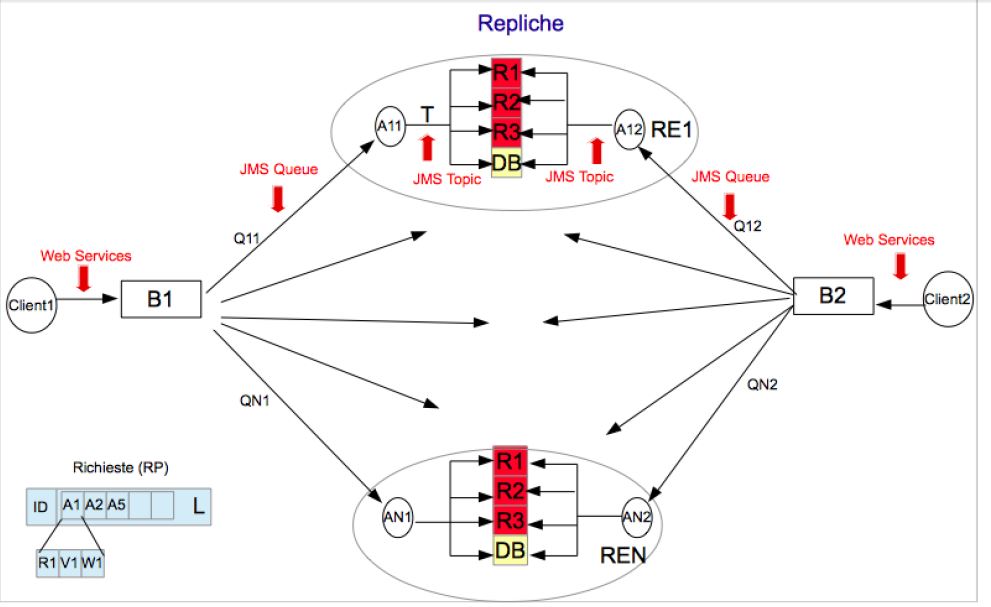 Repliche
R1
R2
R3
DB
A11
T
A12
RE1
JMS Topic
JMS Topic
JMS Queue
JMS Queue
Q11
Q12
Web Services
Web Services
Client1
B1
B2
Client2
QN1
QN2
R1
R2
R3
DB
AN1
AN2
REN
Richieste (RP)
ID A1 A2 A5 L
R1 V1 W1